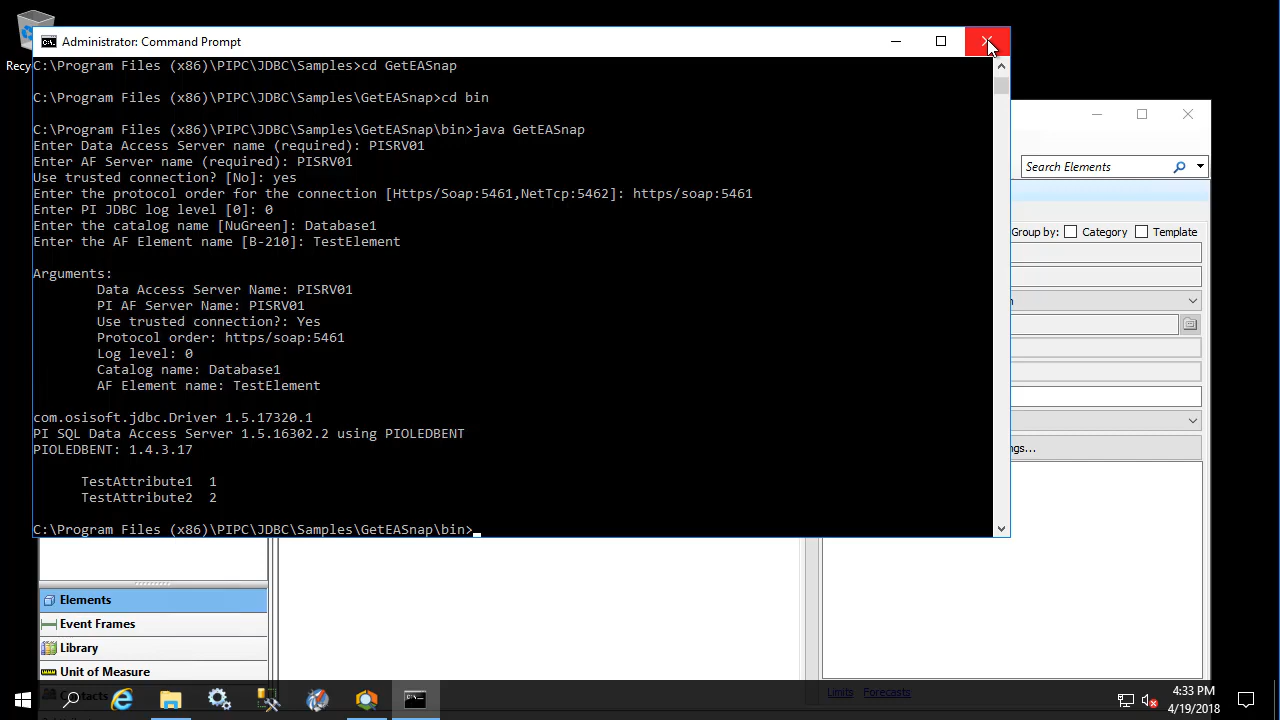 Recy
Administrator: Command Prompt
C:\Program Files (x86)\PIPC\JDBC\Samples>cd GetEASnap
C:\Program Files (x86)\PIPC\JDBC\Samples\GetEASnap>cd bin
C:\Program Files (x86)\PIPC\JDBC\Samples\GetEASnap\bin>java GetEASnap
Enter Data Access Server name (required): PISRV01
Enter AF Server name (required): PISRV01
Use trusted connection? [No]: yes
Enter the protocol order for the connection [Https/Soap:5461,NetTcp:5462]: https/soap:5461
Enter PI JDBC log level [0]: 0
Enter the catalog name [NuGreen]: Database1
Enter the AF Element name [B-210]: TestElement
Arguments:
Data Access Server Name: PISRV01
PI AF Server Name: PISRV01
Use trusted connection?: Yes
Protocol order: https/soap:5461
Log level: 0
Catalog name: Database1
AF Element name: TestElement
com.osisoft.jdbc.Driver 1.5.17320.1
PI SQL Data Access Server 1.5.16302.2 using PIOLEDBENT
PIOLEDBENT: 1.4.3.17
TestAttribute1 1
TestAttribute2 2
C:\Program Files (x86)\PIPC\JDBC\Samples\GetEASnap\bin>
Search Elements
Group by: Category Template
ngs...
Elements
Event Frames
Library
Unit of Measure
Contacts
Limits Forecasts
4:33 PM
4/19/2018